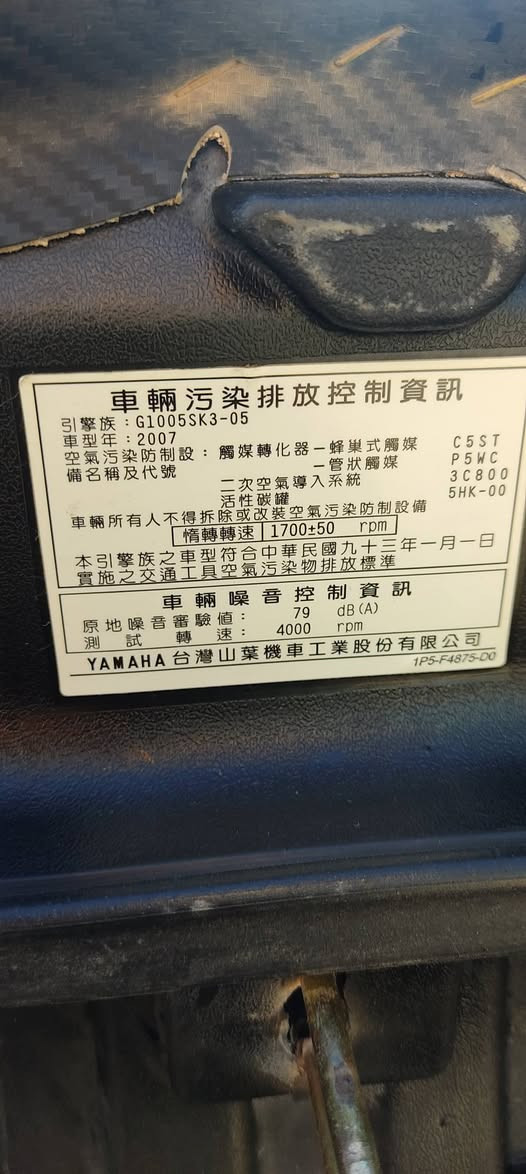 車輛污染排放控制資訊
引擎族：G1005SK3-05
車型年：2007
空氣污染防制設：觸媒轉化器－蜂巢式觸媒 C5ST
備名稱及代號 －管狀觸媒 P5WC
二次空氣導入系統 3C800
活性碳罐 5HK-00
車輛所有人不得拆除或改裝空氣污染防制設備
惰轉轉速 1700±50 rpm
本引擎族之車型符合中華民國九十三年一月一日
實施之交通工具空氣污染物排放標準
車輛噪音控制資訊
原地噪音審驗值： 79 dB(A)
測試轉速： 4000 rpm
YAMAHA 台灣山葉機車工業股份有限公司
1P5-F4875-D0